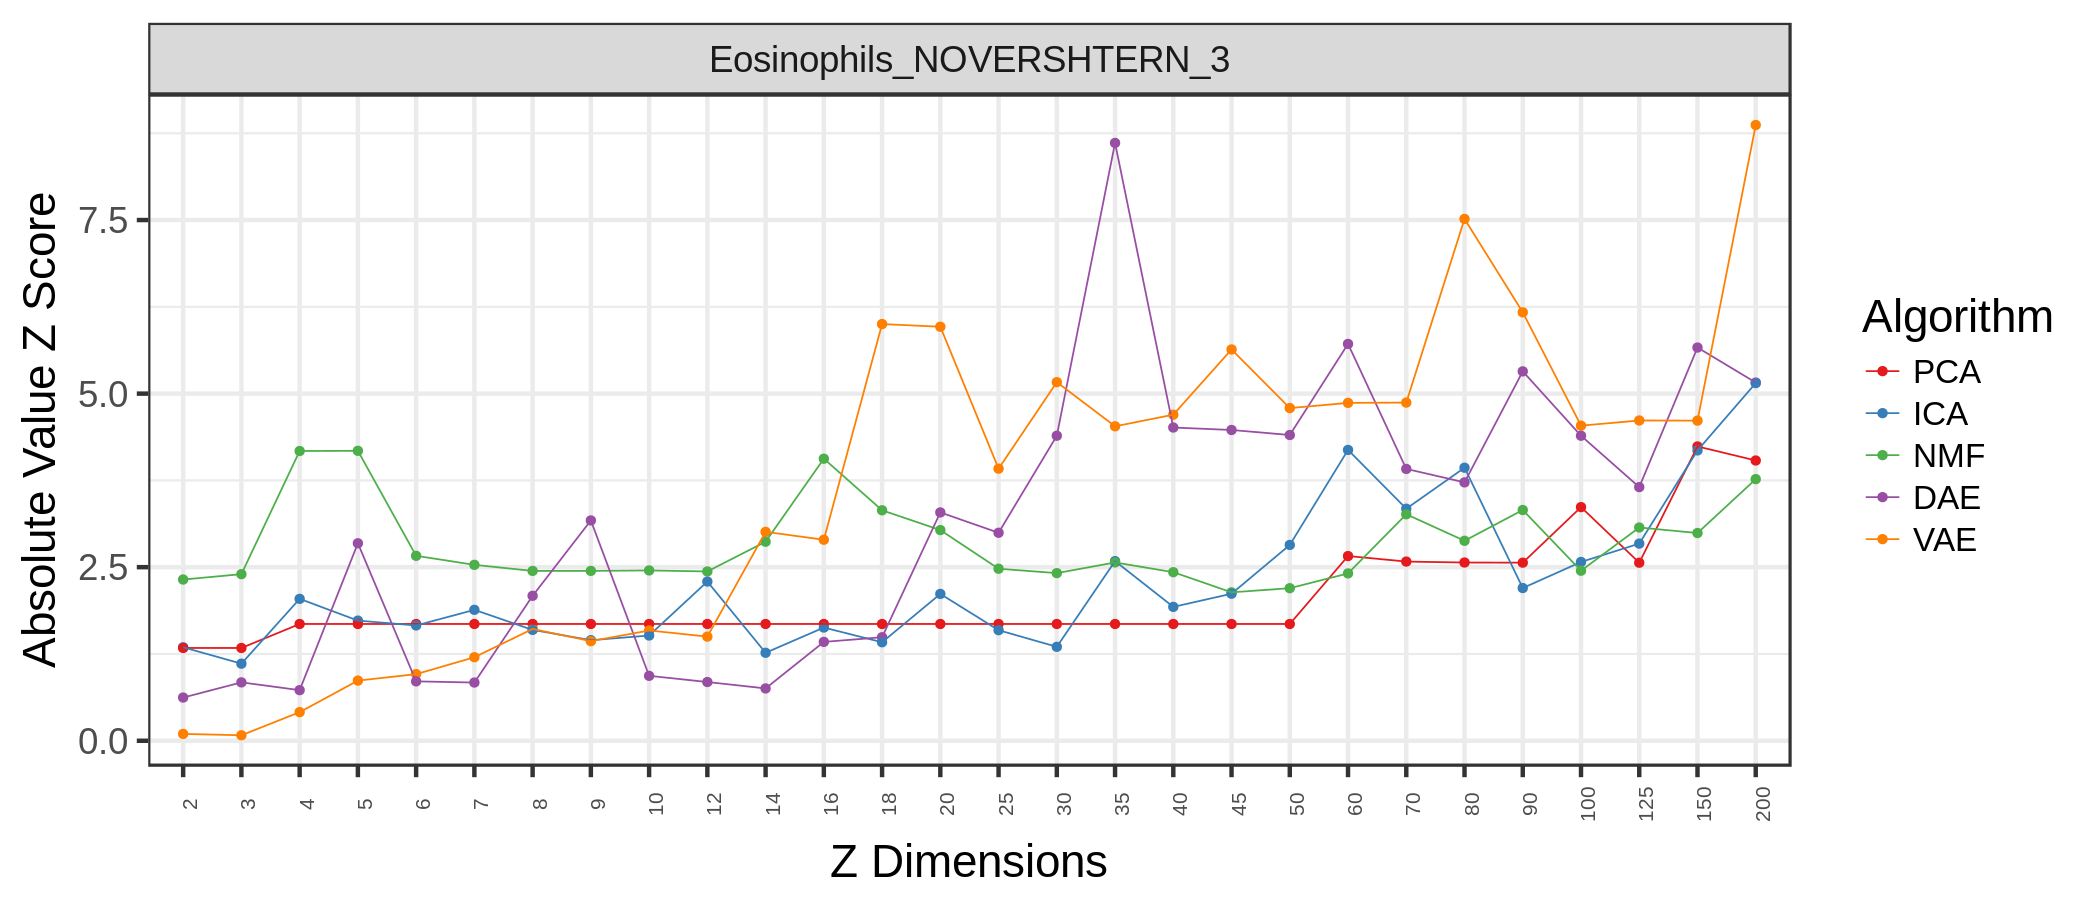 Eosinophils_NOVERSHTERN_3
Absolute Value Z Score
7.5
5.0
2.5
0.0
2 3 4 5 6 7 8 9 10 12 14 16 18 20 25 30 35 40 45 50 60 70 80 90 100 125 150 200
Z Dimensions
Algorithm
PCA
ICA
NMF
DAE
VAE